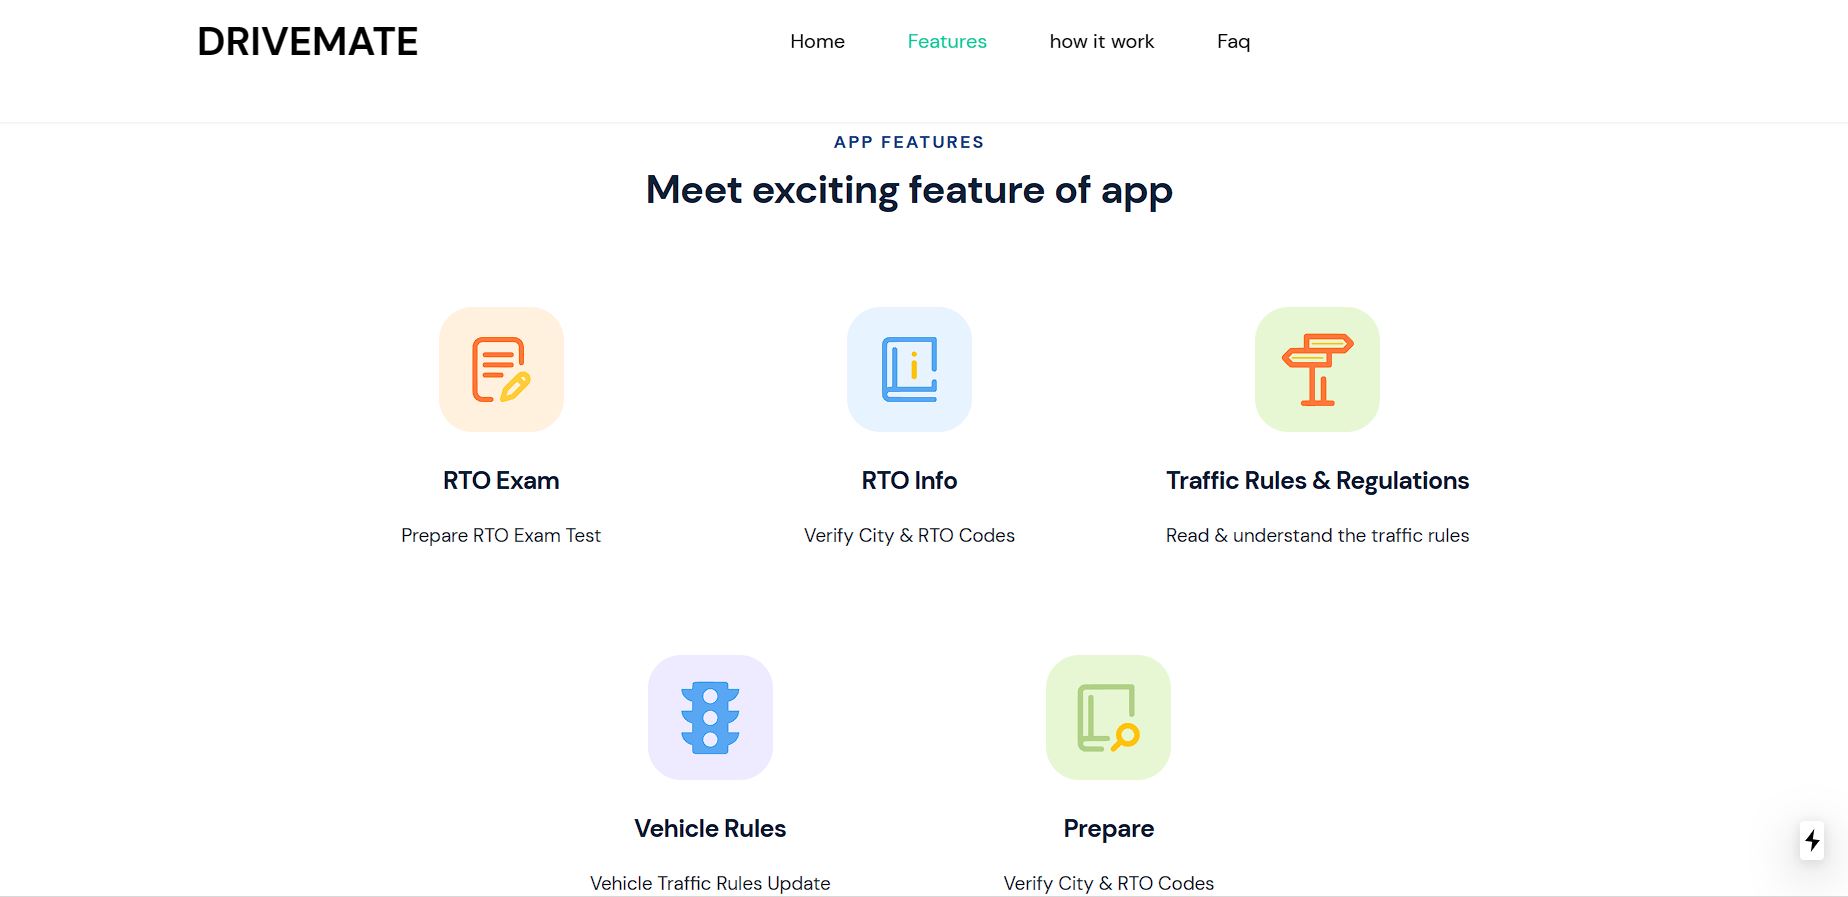 DRIVEMATE
Home Features how it work Faq
APP FEATURES
Meet exciting feature of app
RTO Exam
Prepare RTO Exam Test
RTO Info
Verify City & RTO Codes
Traffic Rules & Regulations
Read & understand the traffic rules
Vehicle Rules
Vehicle Traffic Rules Update
Prepare
Verify City & RTO Codes